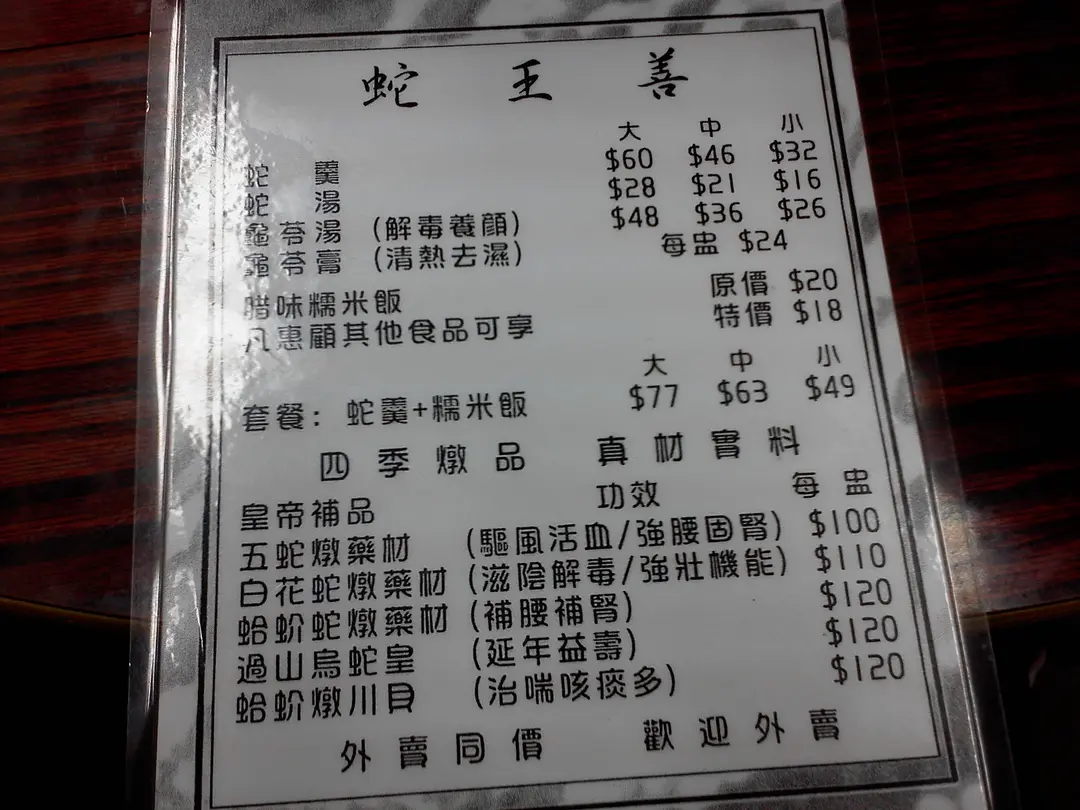 蛇王善
大 中 小
蛇羹 $60 $46 $32
蛇湯 $28 $21 $16
龜苓湯 (解毒養顏) $48 $36 $26
龜苓膏 (清熱去濕) 每盅 $24
腊味糯米飯 原價 $20
凡惠顧其他食品可享 特價 $18
大 中 小
套餐: 蛇羹+糯米飯 $77 $63 $49
四季燉品 真材實料
皇帝補品 功效 每盅
五蛇燉藥材 (驅風活血/強腰固腎) $100
白花蛇燉藥材 (滋陰解毒/強壯機能) $110
蛤蚧蛇燉藥材 (補腰補腎) $120
過山烏蛇皇 (延年益壽) $120
蛤蚧燉川貝 (治喘咳痰多) $120
外賣同價 歡迎外賣